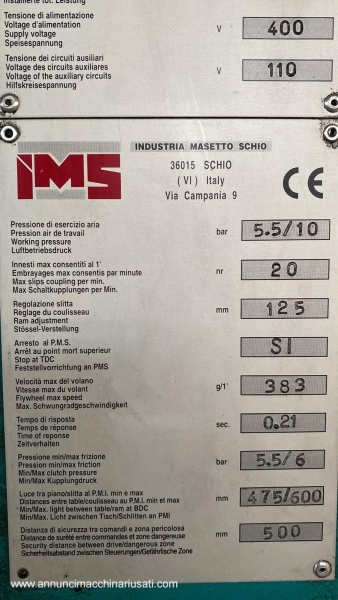 installed tot. Leistung
Tensione di alimentazione
Voltage d'alimentation
Supply voltage
Speisespannung
V 400
Tensione dei circuiti ausiliari
Voltage des circuits auxiliares
Voltage of the auxiliary circuits
Hilfskreisespannung
V 110
IMS
INDUSTRIA MASETTO SCHIO
36015 SCHIO
(VI) Italy
Via Campania 9
CE
Pressione di esercizio aria
Pression air de travail
Working pressure
Luftbetriebsdruck
bar 5.5/10
Innesti max consentiti al 1'
Embrayages max consentis par minute
Max slips coupling per min.
Max Schaltkupplungen per Min.
nr 20
Regolazione slitta
Réglage du coulisseau
Ram adjustment
Stössel-Verstellung
mm 125
Arresto al P.M.S.
Arrêt au point mort superieur
Stop at TDC
Feststellvorrichtung an PMS
SI
Velocità max del volano
Vitesse max du volant
Flywheel max speed
Max. Schwungradgeschwindigkeit
g/1' 383
Tempo di risposta
Temps de réponse
Time of reponse
Zeitverhalten
sec. 0.21
Pressione min/max frizione
Pression min/max friction
Min/Max clutch pressure
Min/Max Kupplungdruck
bar 5.5/6
Luce tra piano/slitta al P.M.I. min e max
Distances entre table/coulisseau au P.M.I. min et max
Min/Max. light between table/ram at BDC
Min/Max. Licht zwischen Tisch/Schlitten an PMI
mm 475/600
Distanza di sicurezza tra comandi e zona pericolosa
Distance de surêté entre commandes et zone dangereuse
Security distance between drive/dangerous zone
Sicherheitsabstand zwischen Steuerungen/Gefährlische Zone
mm 500
www.annuncimacchinariusati.com